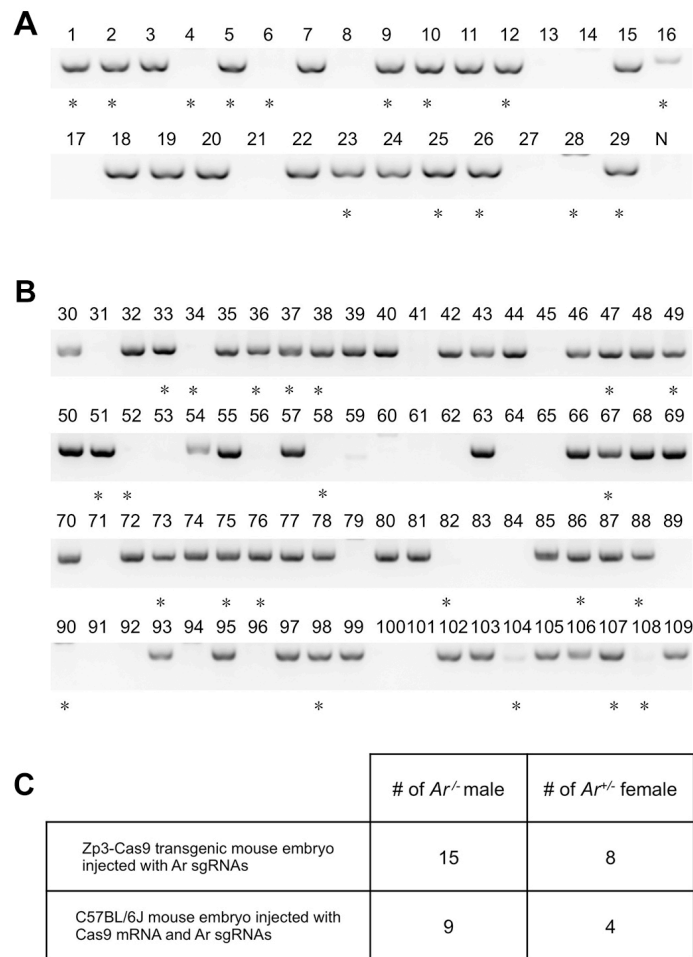 A
1 2 3 4 5 6 7 8 9 10 11 12 13 14 15 16
* * * * * * * * *
17 18 19 20 21 22 23 24 25 26 27 28 29 N
* * * * *
B
30 31 32 33 34 35 36 37 38 39 40 41 42 43 44 45 46 47 48 49
* * * * * * *
50 51 52 53 54 55 56 57 58 59 60 61 62 63 64 65 66 67 68 69
* * * *
70 71 72 73 74 75 76 77 78 79 80 81 82 83 84 85 86 87 88 89
* * * * * *
90 91 92 93 94 95 96 97 98 99 100 101 102 103 104 105 106 107 108 109
* * * * *
C
# of Ar/- male # of Ar+/- female
Zp3-Cas9 transgenic mouse embryo
injected with Ar sgRNAs
15 8
C57BL/6J mouse embryo injected with
Cas9 mRNA and Ar sgRNAs
9 4